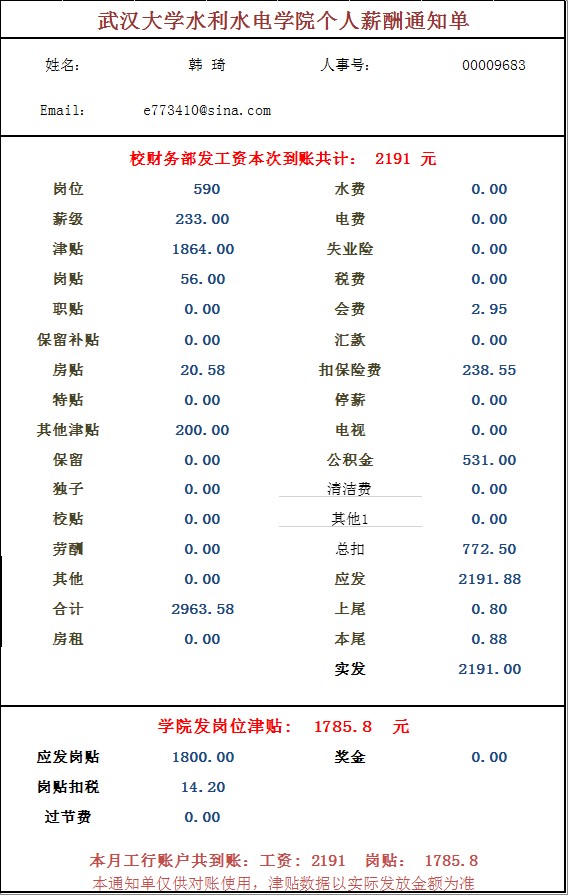 武汉大学水利水电学院个人薪酬通知单
姓名： 韩 琦 人事号： 00009683
Email： e773410@sina.com
校财务部发工资本次到账共计： 2191 元
岗位 590 水费 0.00
薪级 233.00 电费 0.00
津贴 1864.00 失业险 0.00
岗贴 56.00 税费 0.00
职贴 0.00 会费 2.95
保留补贴 0.00 汇款 0.00
房贴 20.58 扣保险费 238.55
特贴 0.00 停薪 0.00
其他津贴 200.00 电视 0.00
保留 0.00 公积金 531.00
独子 0.00 清洁费 0.00
校贴 0.00 其他1 0.00
劳酬 0.00 总扣 772.50
其他 0.00 应发 2191.88
合计 2963.58 上尾 0.80
房租 0.00 本尾 0.88
实发 2191.00
学院发岗位津贴： 1785.8 元
应发岗贴 1800.00 奖金 0.00
岗贴扣税 14.20
过节费 0.00
本月工行账户共到账：工资：2191 岗贴： 1785.8
本通知单仅供对账使用，津贴数据以实际发放金额为准